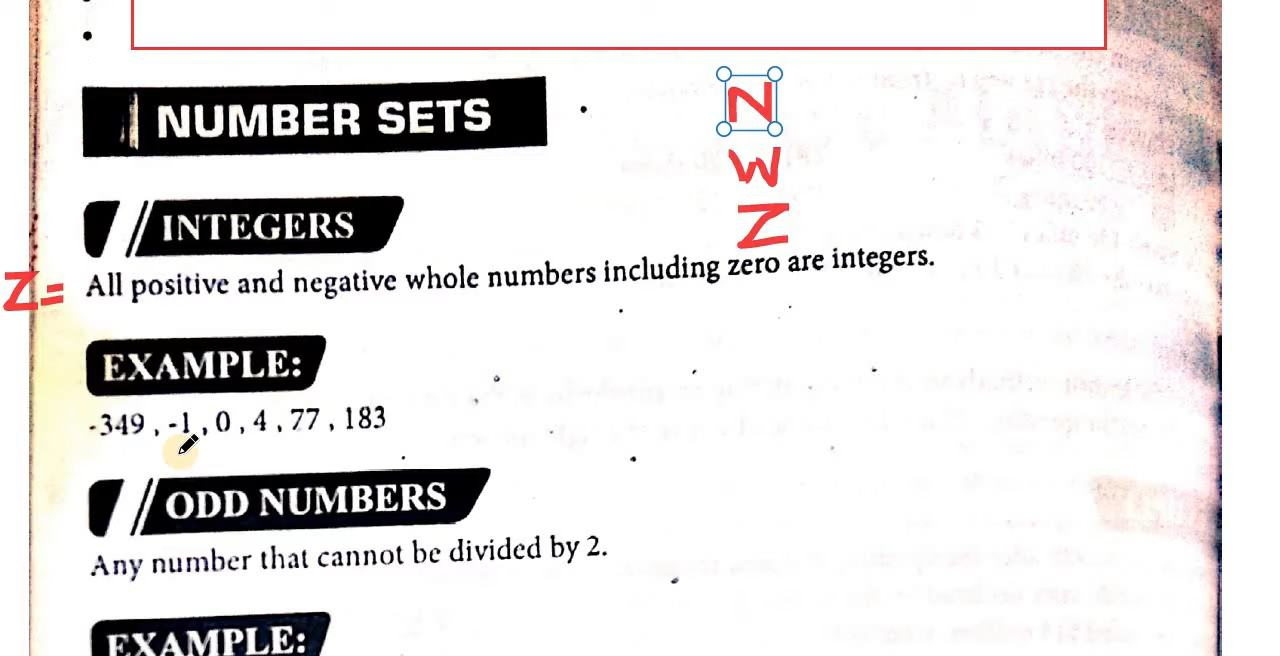 NUMBER SETS
N
W
Z
INTEGERS
Z= All positive and negative whole numbers including zero are integers.
EXAMPLE:
-349 , -1 , 0 , 4 , 77 , 183
ODD NUMBERS
Any number that cannot be divided by 2.
EXAMPLE: